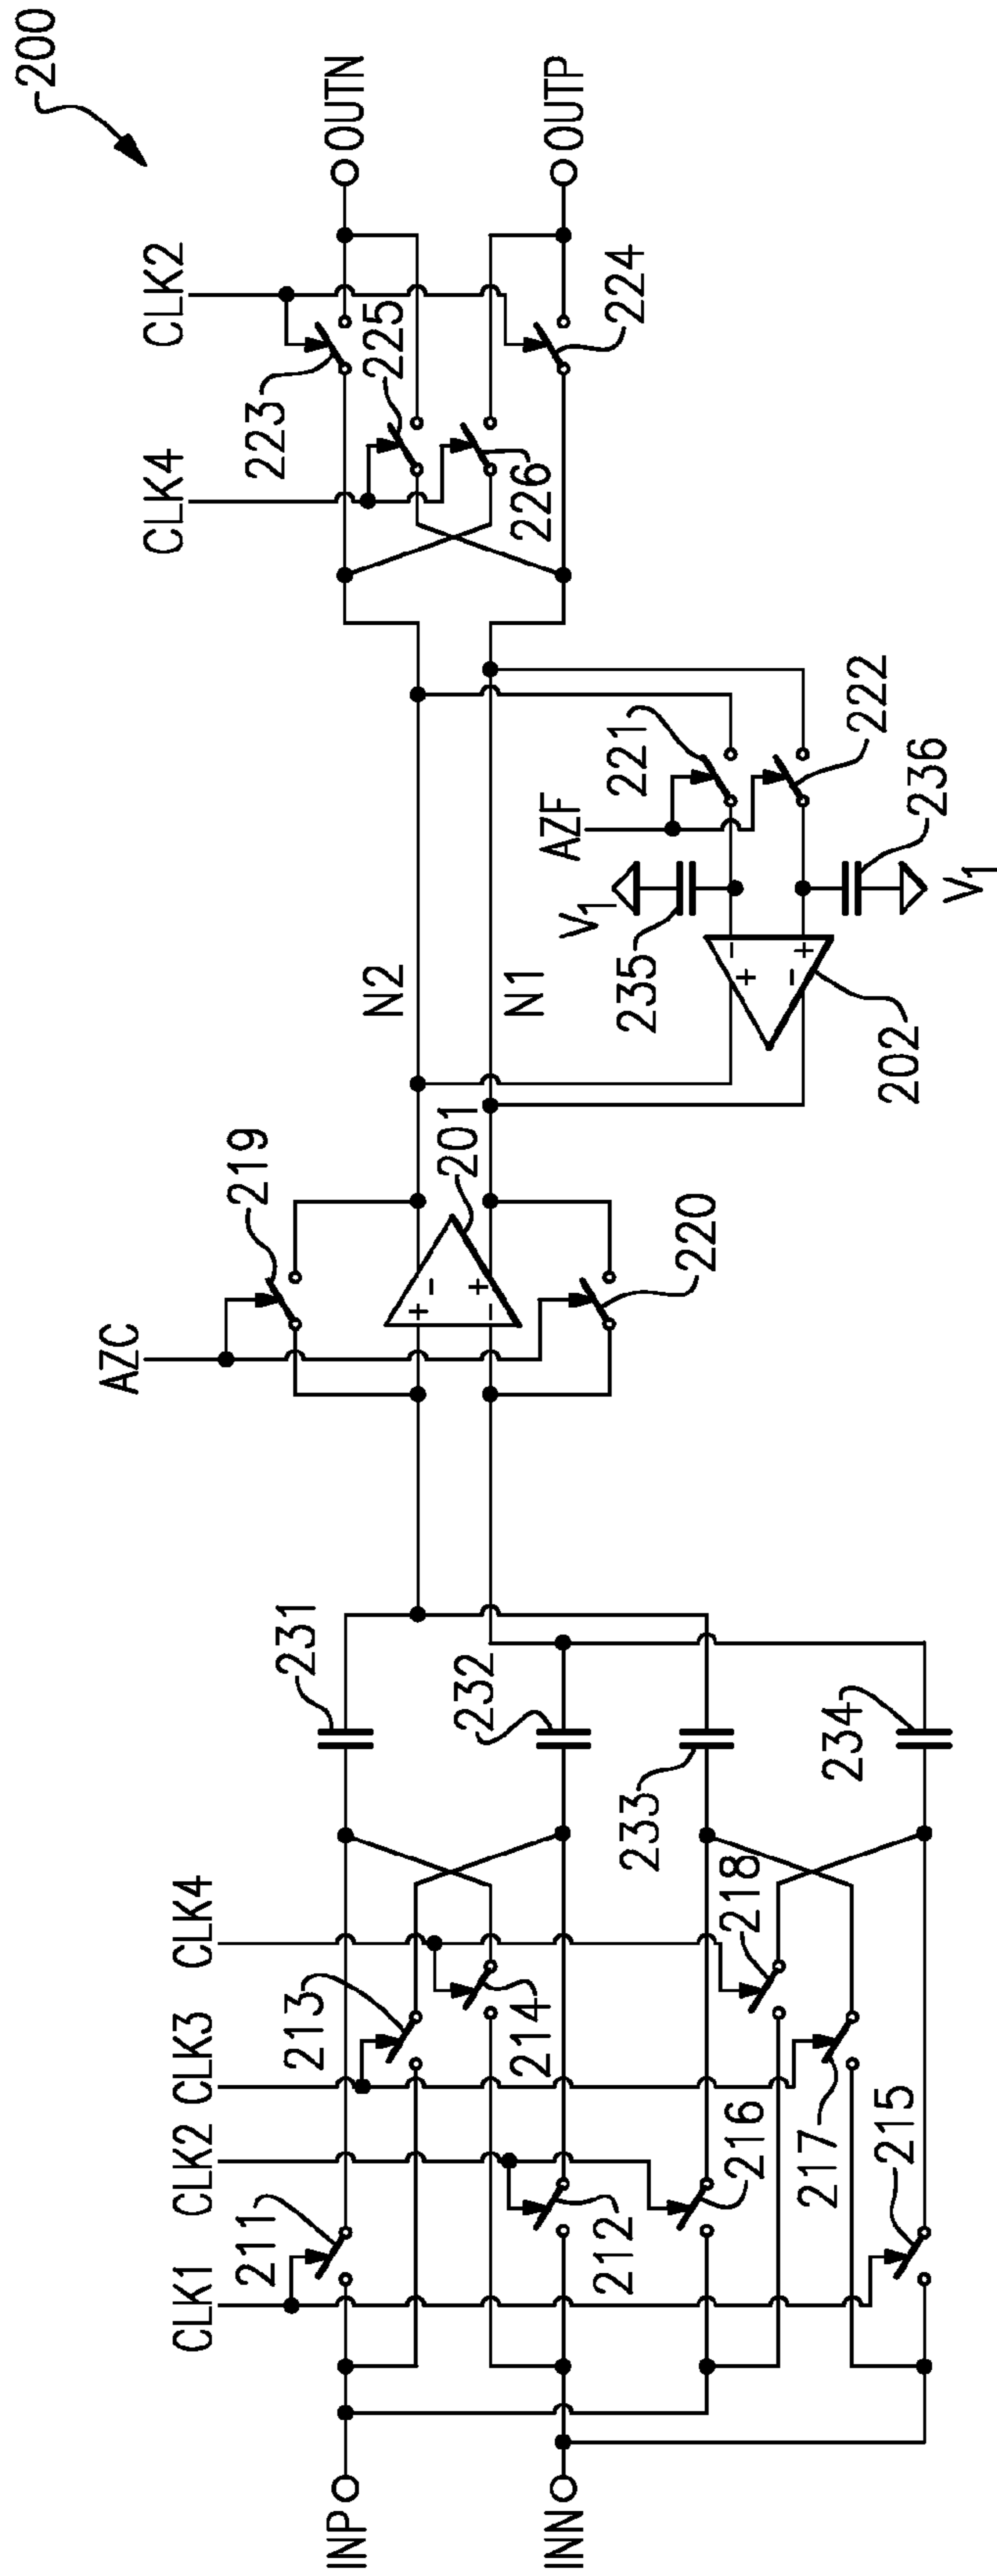 200
INP
INN
CLK1
CLK2
CLK3
CLK4
211
213
214
212
216
218
217
215
231
232
233
234
AZC
219
201
+
-
-
+
220
N2
N1
AZF
221
222
V1
235
-
+
+
-
236
V1
202
CLK4
CLK2
223
225
226
224
OUTN
OUTP